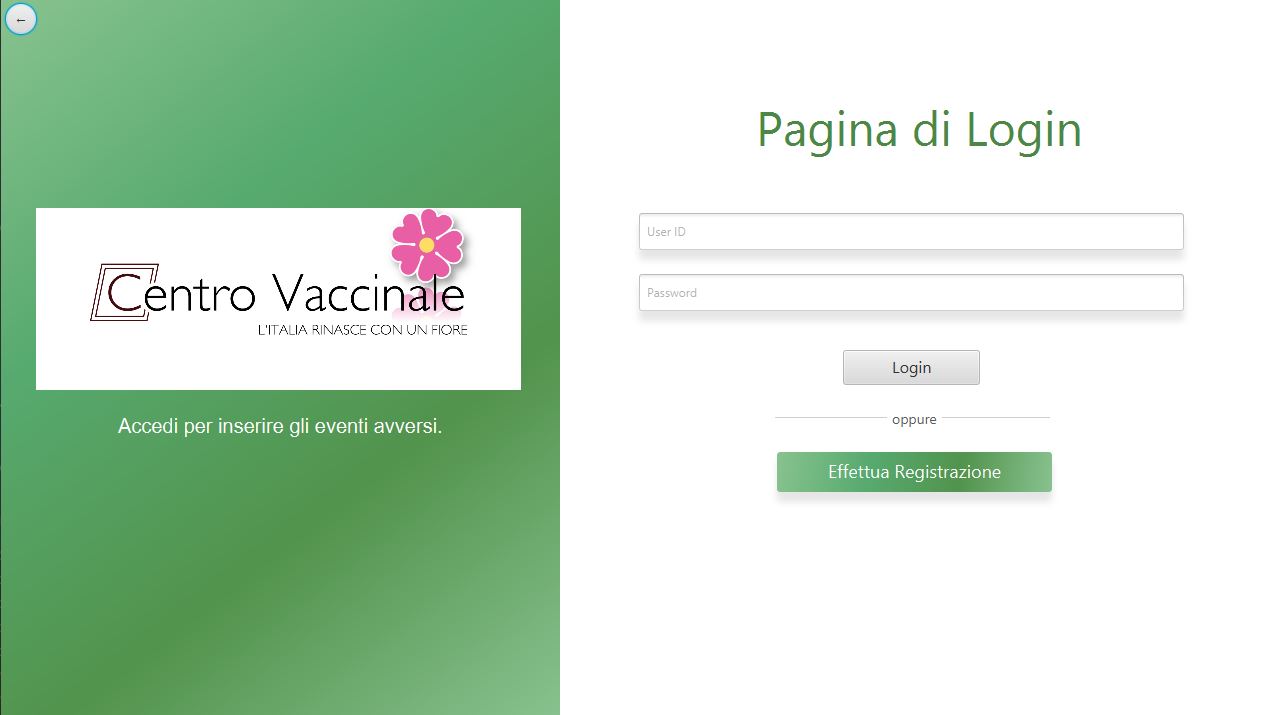 ←
Centro Vaccinale
L'ITALIA RINASCE CON UN FIORE
Accedi per inserire gli eventi avversi.
Pagina di Login
User ID
Password
Login
oppure
Effettua Registrazione